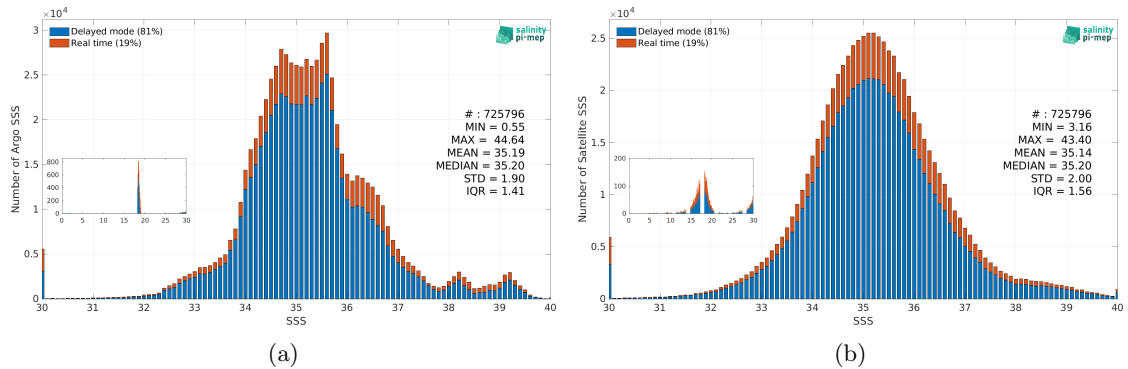 ×10⁴
Delayed mode (81%)
Real time (19%)
salinity
pi-mep
Number of Argo SSS
3
2.5
2
1.5
1
0.5
0
# : 725796
MIN = 0.55
MAX = 44.64
MEAN = 35.19
MEDIAN = 35.20
STD = 1.90
IQR = 1.41
800
600
400
200
0
0 5 10 15 20 25 30
30 31 32 33 34 35 36 37 38 39 40
SSS
(a)
×10⁴
Delayed mode (81%)
Real time (19%)
salinity
pi-mep
Number of Satellite SSS
2.5
2
1.5
1
0.5
0
# : 725796
MIN = 3.16
MAX = 43.40
MEAN = 35.14
MEDIAN = 35.20
STD = 2.00
IQR = 1.56
200
100
0
0 5 10 15 20 25 30
30 31 32 33 34 35 36 37 38 39 40
SSS
(b)